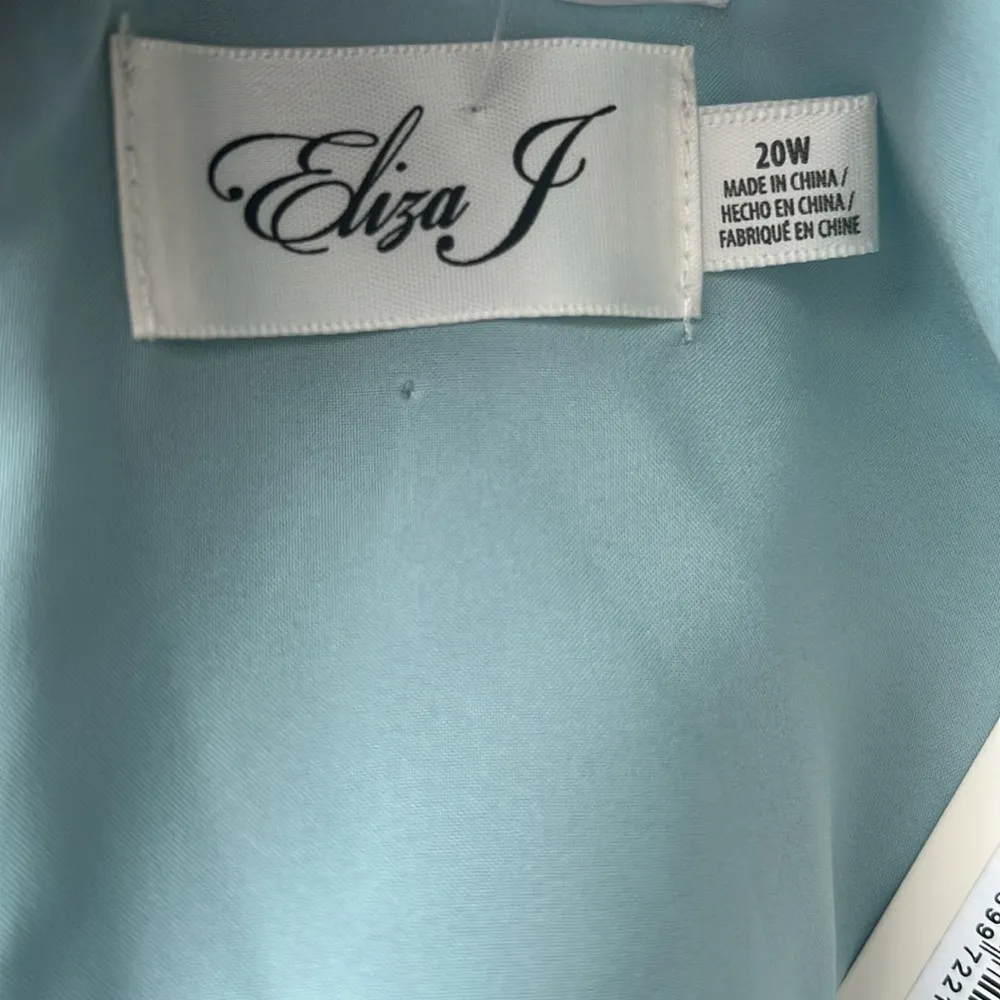 Eliza J
20W
MADE IN CHINA /
HECHO EN CHINA /
FABRIQUÉ EN CHINE